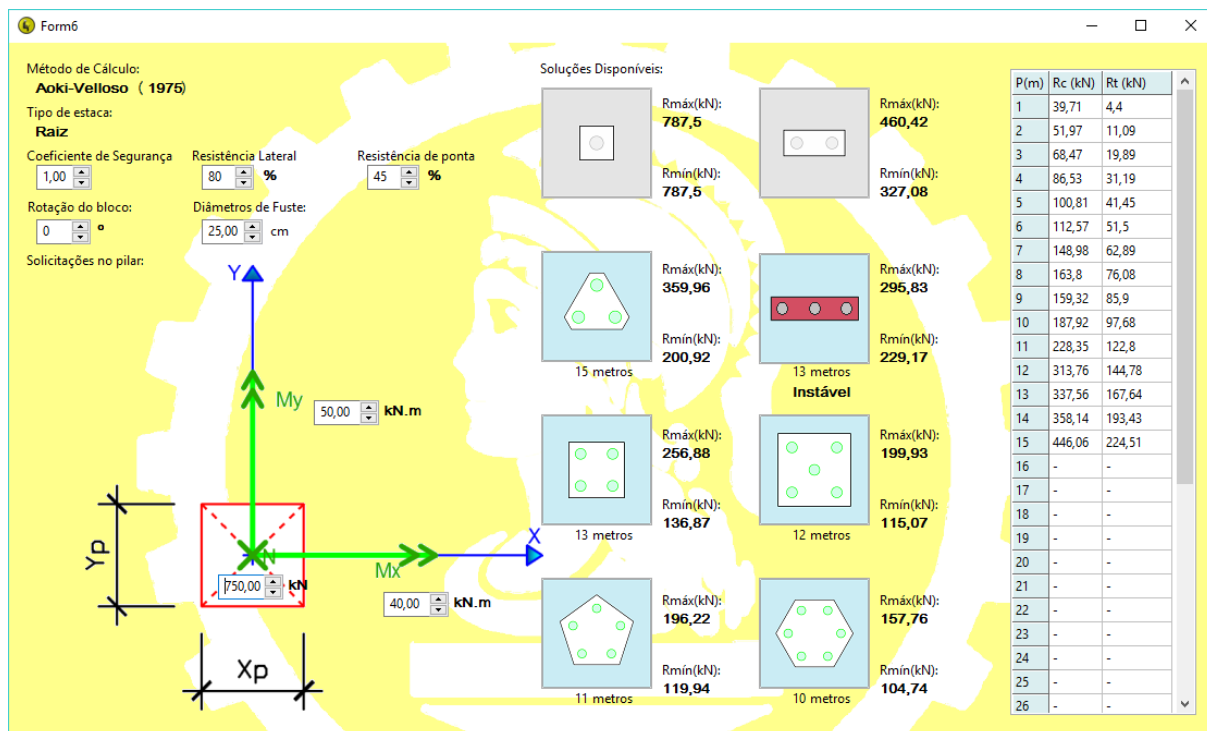 Form6
Método de Cálculo:
Aoki-Velloso ( 1975)
Tipo de estaca:
Raiz
Coeficiente de Segurança
Resistência Lateral
Resistência de ponta
1,00
80 %
45 %
Rotação do bloco:
Diâmetros de Fuste:
0 º
25,00 cm
Solicitações no pilar:
Y
My
50,00 kN.m
X
N
Mx
750,00 kN
40,00 kN.m
Yp
Xp
Soluções Disponíveis:
Rmáx(kN):
787,5
Rmín(kN):
787,5
Rmáx(kN):
460,42
Rmín(kN):
327,08
Rmáx(kN):
359,96
Rmín(kN):
200,92
15 metros
Rmáx(kN):
295,83
Rmín(kN):
229,17
13 metros
Instável
Rmáx(kN):
256,88
Rmín(kN):
136,87
13 metros
Rmáx(kN):
199,93
Rmín(kN):
115,07
12 metros
Rmáx(kN):
196,22
Rmín(kN):
119,94
11 metros
Rmáx(kN):
157,76
Rmín(kN):
104,74
10 metros
P(m) Rc (kN) Rt (kN)
1 39,71 4,4
2 51,97 11,09
3 68,47 19,89
4 86,53 31,19
5 100,81 41,45
6 112,57 51,5
7 148,98 62,89
8 163,8 76,08
9 159,32 85,9
10 187,92 97,68
11 228,35 122,8
12 313,76 144,78
13 337,56 167,64
14 358,14 193,43
15 446,06 224,51
16 - -
17 - -
18 - -
19 - -
20 - -
21 - -
22 - -
23 - -
24 - -
25 - -
26 - -